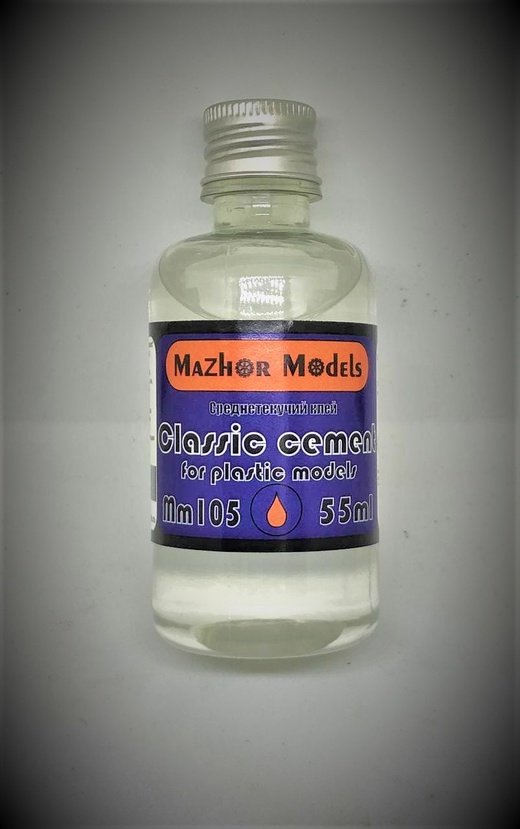 MaZhor Models
Среднетекучий клей
Classic cement
for plastic models
Mm105 55ml